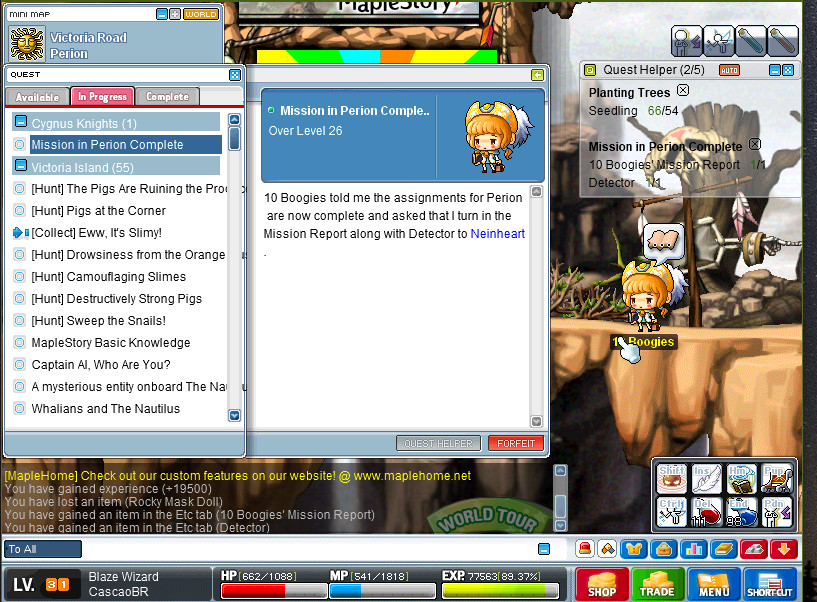 MINI MAP
WORLD
Victoria Road
Perion
MapleStory
QUEST
Available
In Progress
Complete
Cygnus Knights (1)
Mission in Perion Complete
Victoria Island (55)
[Hunt] The Pigs Are Ruining the
[Hunt] Pigs at the Corner
[Collect] Eww, It's Slimy!
[Hunt] Drowsiness from the Orange
[Hunt] Camouflaging Slimes
[Hunt] Destructively Strong Pigs
[Hunt] Sweep the Snails!
MapleStory Basic Knowledge
Captain Al, Who Are You?
A mysterious entity onboard The
Whalians and The Nautilus
Mission in Perion Comple..
Over Level 26
10 Boogies told me the assignments for Perion
are now complete and asked that I turn in the
Mission Report along with Detector to Neinheart
.
QUEST HELPER
FORFEIT
Quest Helper (2/5)
AUTO
Planting Trees
Seedling 66/54
Mission in Perion Complete
10 Boogies' Mission Report 1/1
Detector 1/1
Boogies
[MapleHome] Check out our custom features on our website! @ www.maplehome.net
You have gained experience (+19500)
You have lost an item (Rocky Mask Doll)
You have gained an item in the Etc tab (10 Boogies' Mission Report)
You have gained an item in the Etc tab (Detector)
WORLD TOUR
Shift
Ins
Hm
Pup
Ctrl
Del
End
Pdn
To All
LV. 31
Blaze Wizard
CascaoBR
HP [662/1088]
MP [541/1818]
EXP 77563[89.37%]
SHOP
TRADE
MENU
SHORT CUT